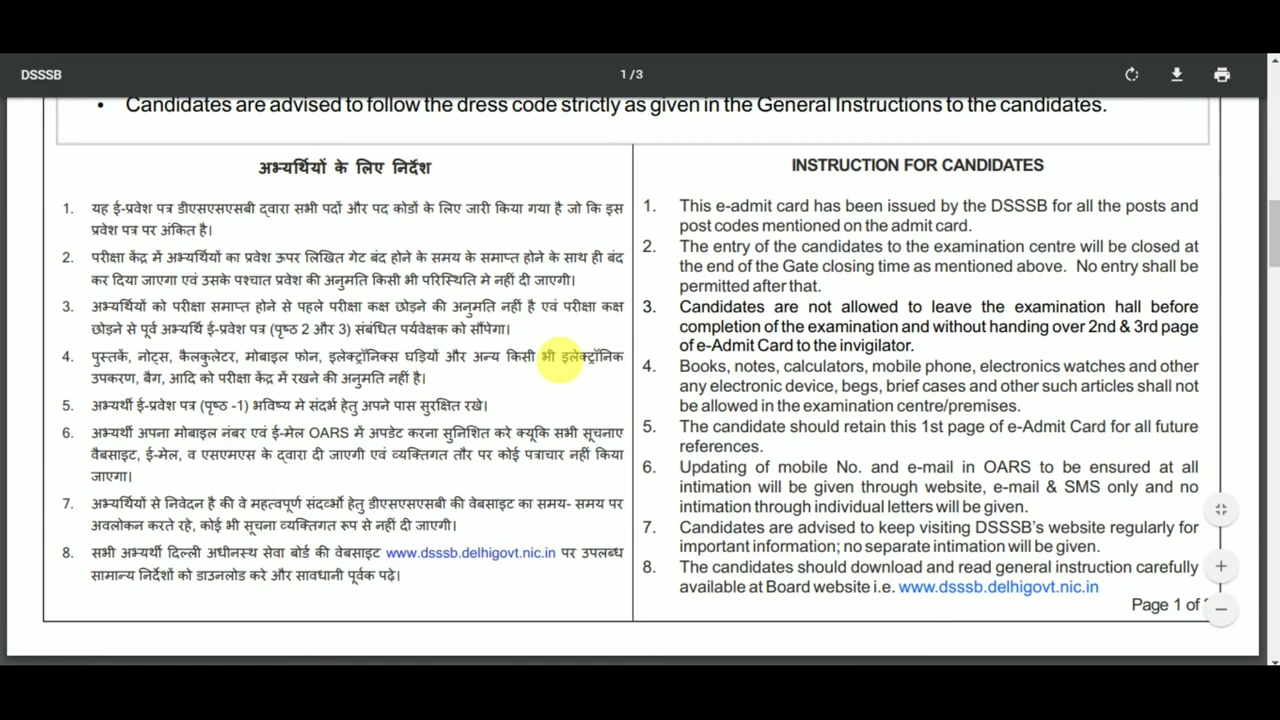 DSSSB
1 / 3
• Candidates are advised to follow the dress code strictly as given in the General Instructions to the candidates.
अभ्यर्थियों के लिए निर्देश
1. यह ई-प्रवेश पत्र डीएसएसएसबी द्वारा सभी पदों और पद कोडों के लिए जारी किया गया है जो कि इस
प्रवेश पत्र पर अंकित है।
2. परीक्षा केंद्र में अभ्यर्थियों का प्रवेश ऊपर लिखित गेट बंद होने के समय के समाप्त होने के साथ ही बंद
कर दिया जाएगा एवं उसके पश्चात प्रवेश की अनुमति किसी भी परिस्थिति मे नहीं दी जाएगी।
3. अभ्यर्थियों को परीक्षा समाप्त होने से पहले परीक्षा कक्ष छोड़ने की अनुमति नहीं है एवं परीक्षा कक्ष
छोड़ने से पूर्व अभ्यर्थि ई-प्रवेश पत्र (पृष्ठ 2 और 3) संबंधित पर्यवेक्षक को सौंपेगा।
4. पुस्तकें, नोट्स, कैलकुलेटर, मोबाइल फोन, इलेक्ट्रॉनिक्स घड़ियों और अन्य किसी भी इलेक्ट्रॉनिक
उपकरण, बैग, आदि को परीक्षा केंद्र में रखने की अनुमति नहीं है।
5. अभ्यर्थी ई-प्रवेश पत्र (पृष्ठ -1) भविष्य मे संदर्भ हेतु अपने पास सुरक्षित रखे।
6. अभ्यर्थी अपना मोबाइल नंबर एवं ई-मेल OARS में अपडेट करना सुनिशित करे क्यूकि सभी सूचनाए
वैबसाइट, ई-मेल, व एसएमएस के द्वारा दी जाएगी एवं व्यक्तिगत तौर पर कोई पत्राचार नहीं किया
जाएगा।
7. अभ्यर्थियों से निवेदन है की वे महत्वपूर्ण संदर्व्भो हेतु डीएसएसएसबी की वेबसाइट का समय- समय पर
अवलोकन करते रहे, कोई भी सूचना व्यक्तिगत रूप से नहीं दी जाएगी।
8. सभी अभ्यर्थी दिल्ली अधीनस्थ सेवा बोर्ड की वेबसाइट www.dsssb.delhigovt.nic.in पर उपलब्ध
सामान्य निर्देशों को डाउनलोड करे और सावधानी पूर्वक पढ़े।
INSTRUCTION FOR CANDIDATES
1. This e-admit card has been issued by the DSSSB for all the posts and
post codes mentioned on the admit card.
2. The entry of the candidates to the examination centre will be closed at
the end of the Gate closing time as mentioned above. No entry shall be
permitted after that.
3. Candidates are not allowed to leave the examination hall before
completion of the examination and without handing over 2nd & 3rd page
of e-Admit Card to the invigilator.
4. Books, notes, calculators, mobile phone, electronics watches and other
any electronic device, begs, brief cases and other such articles shall not
be allowed in the examination centre/premises.
5. The candidate should retain this 1st page of e-Admit Card for all future
references.
6. Updating of mobile No. and e-mail in OARS to be ensured at all
intimation will be given through website, e-mail & SMS only and no
intimation through individual letters will be given.
7. Candidates are advised to keep visiting DSSSB's website regularly for
important information; no separate intimation will be given.
8. The candidates should download and read general instruction carefully
available at Board website i.e. www.dsssb.delhigovt.nic.in
Page 1 of